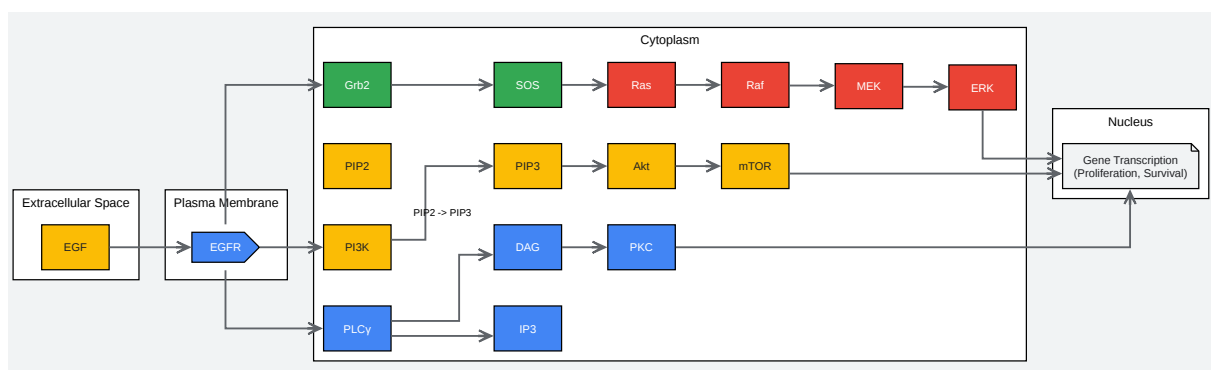 Cytoplasm
Grb2
SOS
Ras
Raf
MEK
ERK
Nucleus
Gene Transcription
(Proliferation, Survival)
PIP2
PIP3
Akt
mTOR
Extracellular Space
Plasma Membrane
PIP2 -> PIP3
EGF
EGFR
PI3K
DAG
PKC
PLCγ
IP3